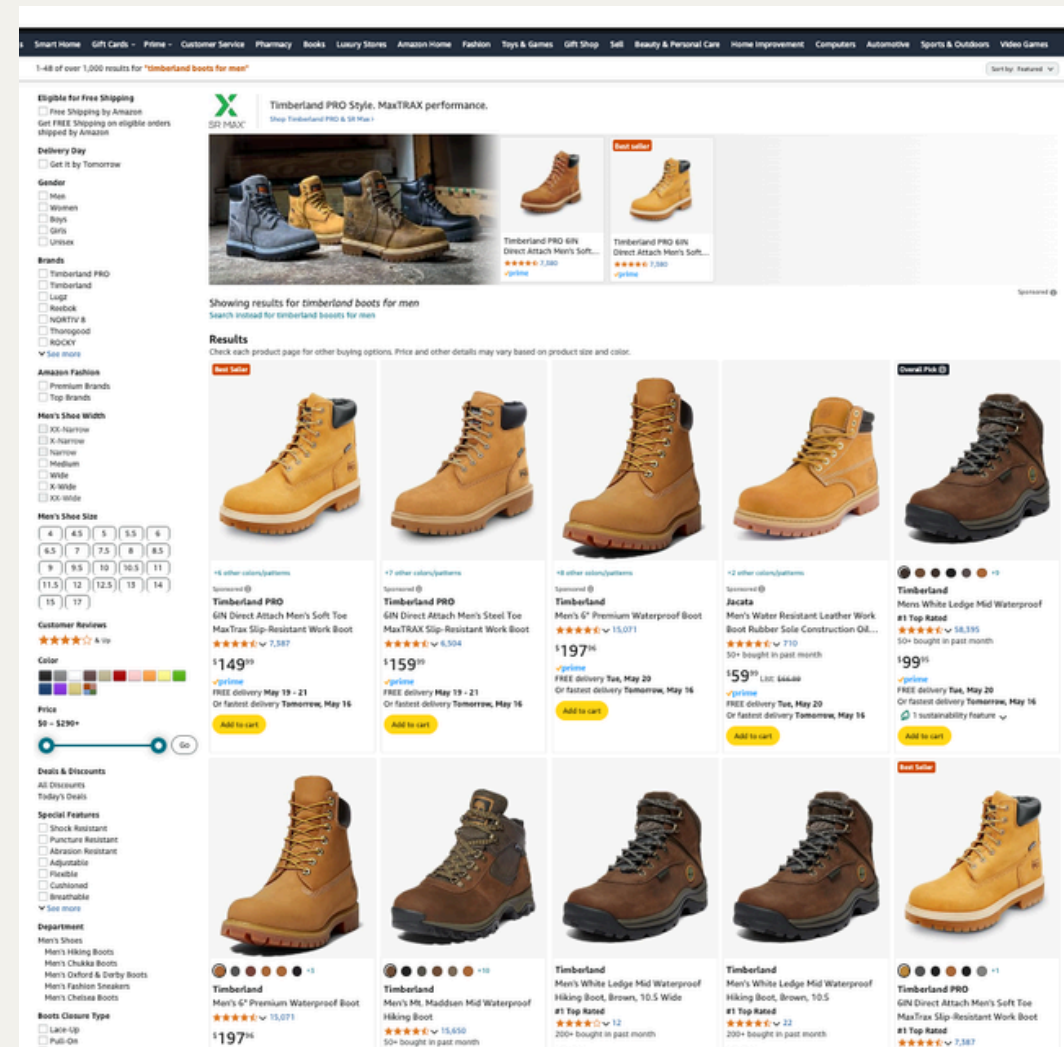 Smart Home Gift Cards Prime Customer Service Pharmacy Books Luxury Stores Amazon Home Fashion Toys & Games Gift Shop Sell Beauty & Personal Care Home Improvement Computers Automotive Sports & Outdoors Video Games
1-48 of over 1,000 results for "timberland boots for men"
Sort by: Featured
Eligible for Free Shipping
Free Shipping by Amazon
Get FREE Shipping on eligible orders
shipped by Amazon
Delivery Day
Get It by Tomorrow
Gender
Men
Women
Boys
Girls
Unisex
Brands
Timberland PRO
Timberland
Lugz
Reebok
NORTIV 8
Thorogood
ROCKY
See more
Amazon Fashion
Premium Brands
Top Brands
Men's Shoe Width
XX-Narrow
X-Narrow
Narrow
Medium
Wide
X-Wide
XX-Wide
Men's Shoe Size
4 4.5 5 5.5 6
6.5 7 7.5 8 8.5
9 9.5 10 10.5 11
11.5 12 12.5 13 14
15 17
Customer Reviews
& Up
Color
Price
$0 – $290+
Go
Deals & Discounts
All Discounts
Today's Deals
Special Features
Shock Resistant
Puncture Resistant
Abrasion Resistant
Adjustable
Flexible
Cushioned
Breathable
See more
Department
Men's Shoes
Men's Hiking Boots
Men's Chukka Boots
Men's Oxford & Derby Boots
Men's Fashion Sneakers
Men's Chelsea Boots
Boots Closure Type
Lace-Up
Pull-On
SR MAX
Timberland PRO Style. MaxTRAX performance.
Shop Timberland PRO & SR Max
Timberland PRO 6IN
Direct Attach Men's Soft...
7,380
prime
Best seller
Timberland PRO 6IN
Direct Attach Men's Soft...
7,380
prime
Sponsored
Showing results for timberland boots for men
Search instead for timberland booots for men
Results
Check each product page for other buying options. Price and other details may vary based on product size and color.
Best Seller
+6 other colors/patterns
Sponsored
Timberland PRO
6IN Direct Attach Men's Soft Toe
MaxTrax Slip-Resistant Work Boot
7,387
$149.99
prime
FREE delivery May 19 - 21
Or fastest delivery Tomorrow, May 16
Add to cart
+7 other colors/patterns
Sponsored
Timberland PRO
6IN Direct Attach Men's Steel Toe
MaxTRAX Slip-Resistant Work Boot
6,504
$159.99
prime
FREE delivery May 19 - 21
Or fastest delivery Tomorrow, May 16
Add to cart
+8 other colors/patterns
Sponsored
Timberland
Men's 6" Premium Waterproof Boot
15,071
$197.96
prime
FREE delivery Tue, May 20
Or fastest delivery Tomorrow, May 16
Add to cart
+2 other colors/patterns
Sponsored
Jacata
Men's Water Resistant Leather Work
Boot Rubber Sole Construction Oil...
710
50+ bought in past month
$59.99 List: $66.00
prime
FREE delivery Tue, May 20
Or fastest delivery Tomorrow, May 16
Add to cart
Overall Pick
+9
Timberland
Mens White Ledge Mid Waterproof
#1 Top Rated
58,395
50+ bought in past month
$99.95
prime
FREE delivery Tue, May 20
Or fastest delivery Tomorrow, May 16
1 sustainability feature
Add to cart
+3
Timberland
Men's 6" Premium Waterproof Boot
15,071
$197.96
+10
Timberland
Men's Mt. Maddsen Mid Waterproof
Hiking Boot
15,650
50+ bought in past month
Timberland
Men's White Ledge Mid Waterproof
Hiking Boot, Brown, 10.5 Wide
#1 Top Rated
12
200+ bought in past month
Timberland
Men's White Ledge Mid Waterproof
Hiking Boot, Brown, 10.5
#1 Top Rated
22
200+ bought in past month
Best Seller
+1
Timberland PRO
6IN Direct Attach Men's Soft Toe
MaxTrax Slip-Resistant Work Boot
#1 Top Rated
7,387